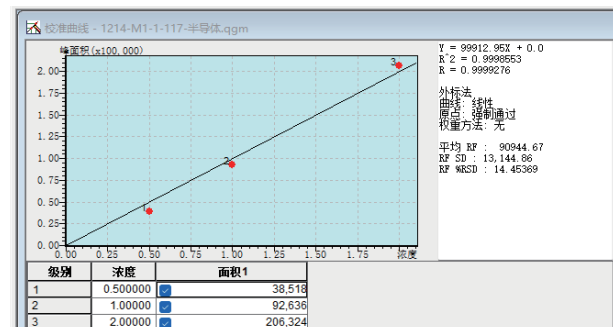 校准曲线 - 1214-M1-1-117-半导体.qgm
峰面积(x100,000)
2.00
1.75
1.50
1.25
1.00
0.75
0.50
0.25
0.00
0.00 0.25 0.50 0.75 1.00 1.25 1.50 1.75 浓度
1
2
3
Y = 99912.95X + 0.0
R^2 = 0.9998553
R = 0.9999276
外标法
曲线: 线性
原点: 强制通过
权重方法: 无
平均 RF : 90944.67
RF SD : 13,144.86
RF %RSD : 14.45369
级别 浓度 面积1
1 0.500000 38,518
2 1.00000 92,636
3 2.00000 206,324